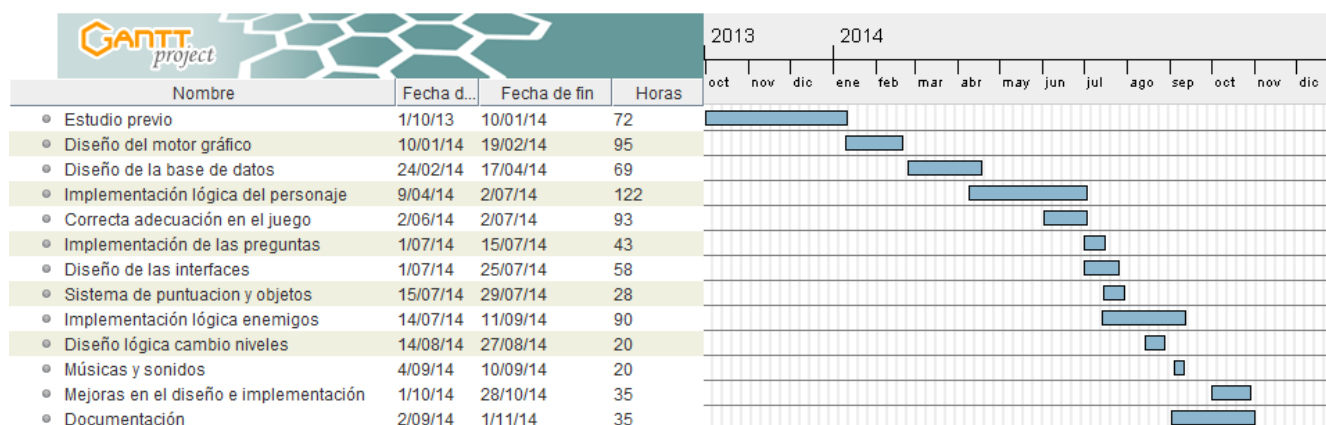 GANTT
project
2013 2014
oct nov dic ene feb mar abr may jun jul ago sep oct nov dic
Nombre Fecha d... Fecha de fin Horas
Estudio previo 1/10/13 10/01/14 72
Diseño del motor gráfico 10/01/14 19/02/14 95
Diseño de la base de datos 24/02/14 17/04/14 69
Implementación lógica del personaje 9/04/14 2/07/14 122
Correcta adecuación en el juego 2/06/14 2/07/14 93
Implementación de las preguntas 1/07/14 15/07/14 43
Diseño de las interfaces 1/07/14 25/07/14 58
Sistema de puntuacion y objetos 15/07/14 29/07/14 28
Implementación lógica enemigos 14/07/14 11/09/14 90
Diseño lógica cambio niveles 14/08/14 27/08/14 20
Músicas y sonidos 4/09/14 10/09/14 20
Mejoras en el diseño e implementación 1/10/14 28/10/14 35
Documentación 2/09/14 1/11/14 35